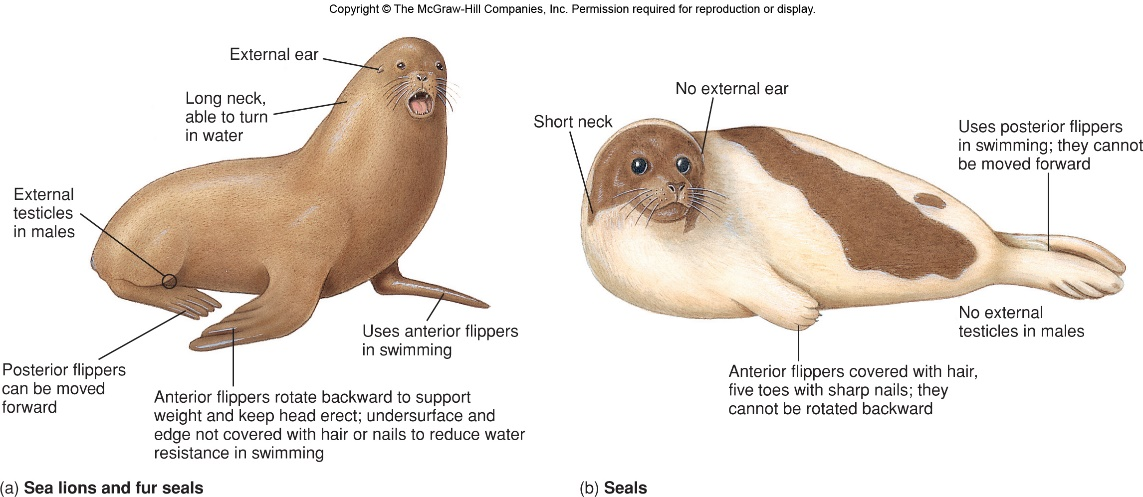 Copyright © The McGraw-Hill Companies, Inc. Permission required for reproduction or display.
External ear
Long neck,
able to turn
in water
External
testicles
in males
Posterior flippers
can be moved
forward
Anterior flippers rotate backward to support
weight and keep head erect; undersurface and
edge not covered with hair or nails to reduce water
resistance in swimming
Uses anterior flippers
in swimming
(a) Sea lions and fur seals
No external ear
Short neck
Uses posterior flippers
in swimming; they cannot
be moved forward
No external
testicles in males
Anterior flippers covered with hair,
five toes with sharp nails; they
cannot be rotated backward
(b) Seals